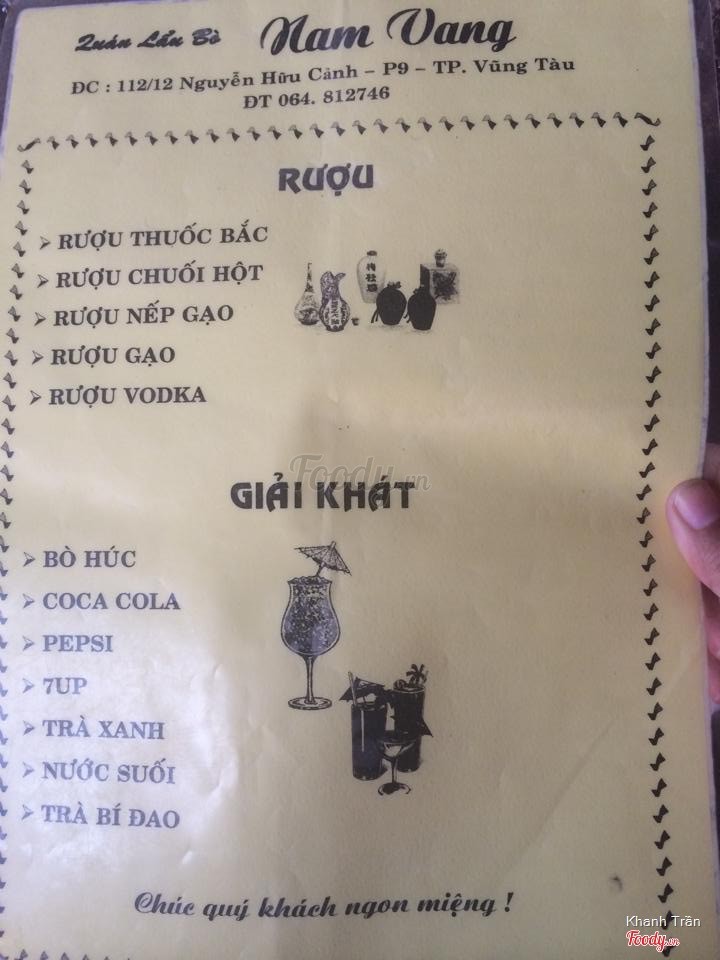 Quán Lẩu Bò Nam Vang
ĐC : 112/12 Nguyễn Hữu Cảnh - P9 - TP. Vũng Tàu
ĐT 064. 812746
RƯỢU
➢ RƯỢU THUỐC BẮC
➢ RƯỢU CHUỐI HỘT
➢ RƯỢU NẾP GẠO
➢ RƯỢU GẠO
➢ RƯỢU VODKA
Foody.vn
GIẢI KHÁT
➢ BÒ HÚC
➢ COCA COLA
➢ PEPSI
➢ 7UP
➢ TRÀ XANH
➢ NƯỚC SUỐI
➢ TRÀ BÍ ĐAO
Chúc quý khách ngon miệng !
Khanh Trần
Foody.vn